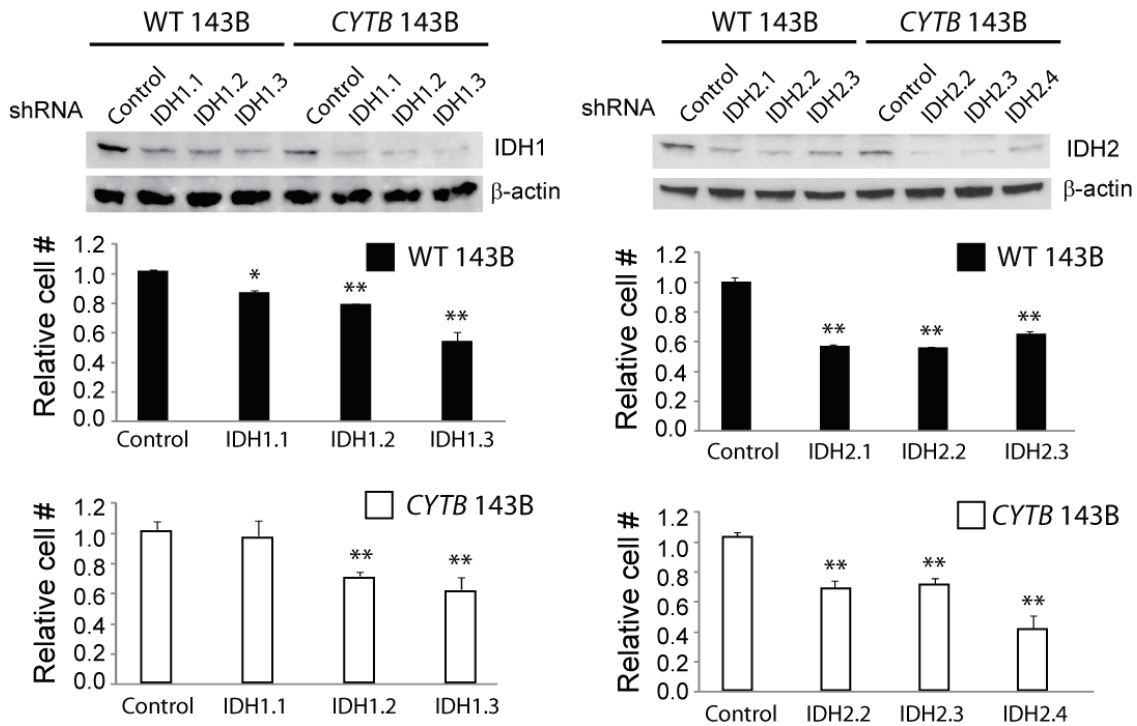 WT 143B CYTB 143B
shRNA Control IDH1.1 IDH1.2 IDH1.3 Control IDH1.1 IDH1.2 IDH1.3
IDH1
β-actin
Relative cell #
1.2
1.0
0.8
0.6
0.4
0.2
0.0
WT 143B
* ** **
Control IDH1.1 IDH1.2 IDH1.3
Relative cell #
1.2
1.0
0.8
0.6
0.4
0.2
0.0
CYTB 143B
** **
Control IDH1.1 IDH1.2 IDH1.3
WT 143B CYTB 143B
shRNA Control IDH2.1 IDH2.2 IDH2.3 Control IDH2.2 IDH2.3 IDH2.4
IDH2
β-actin
Relative cell #
1.2
1.0
0.8
0.6
0.4
0.2
0.0
WT 143B
** ** **
Control IDH2.1 IDH2.2 IDH2.3
Relative cell #
1.2
1.0
0.8
0.6
0.4
0.2
0.0
CYTB 143B
** ** **
Control IDH2.2 IDH2.3 IDH2.4